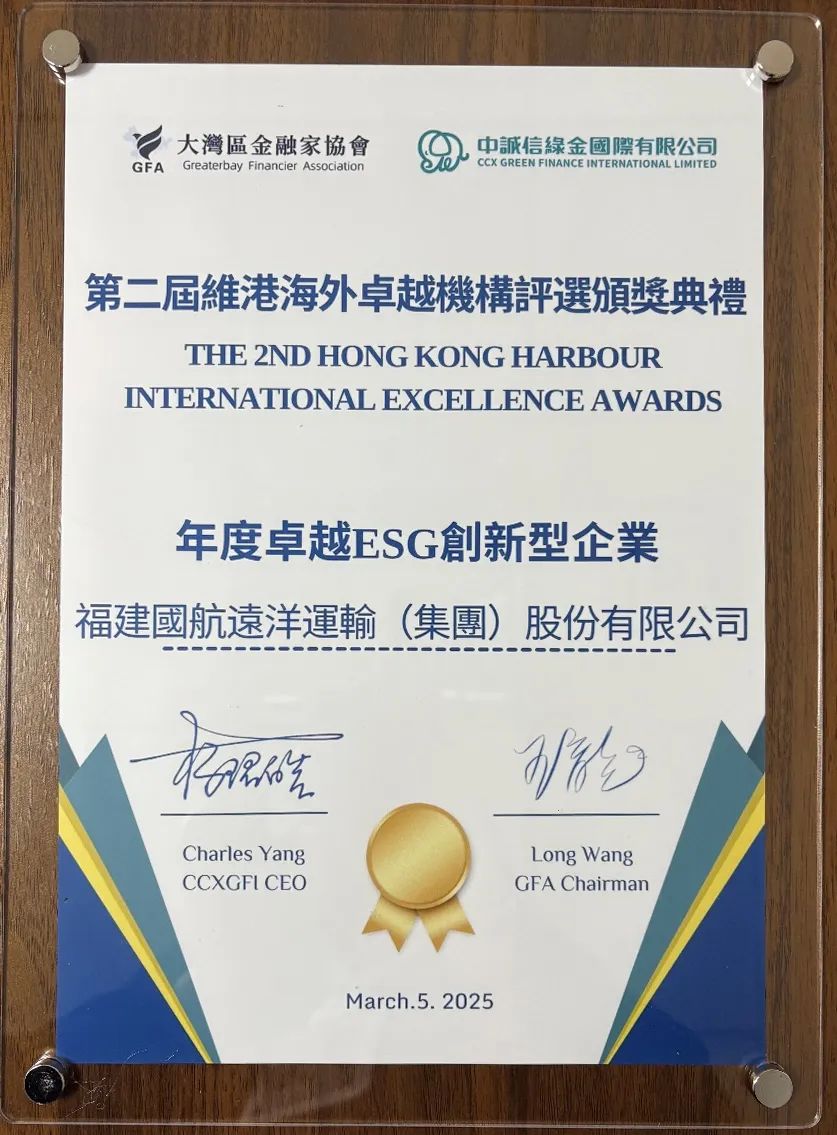 大灣區金融家協會
GFA Greaterbay Financier Association
中誠信綠金國際有限公司
CCX GREEN FINANCE INTERNATIONAL LIMITED
第二屆維港海外卓越機構評選頒獎典禮
THE 2ND HONG KONG HARBOUR
INTERNATIONAL EXCELLENCE AWARDS
年度卓越ESG創新型企業
福建國航遠洋運輸（集團）股份有限公司
Charles Yang
CCXGFI CEO
Long Wang
GFA Chairman
March.5. 2025